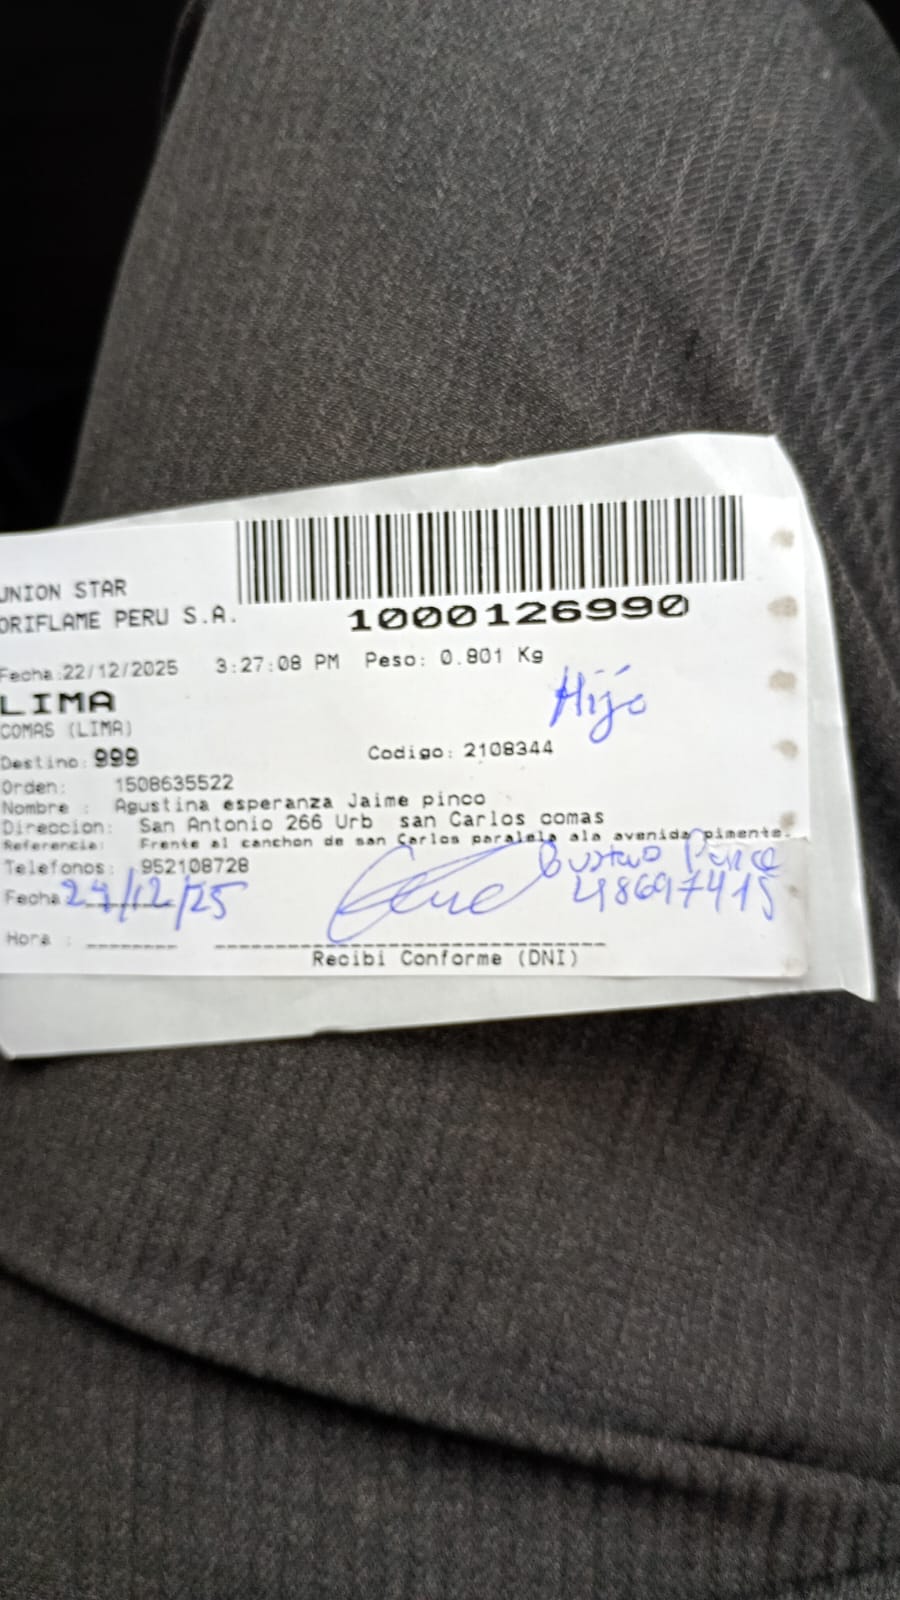 UNION STAR
ORIFLAME PERU S.A.
1000126990
Fecha:22/12/2025 3:27:08 PM Peso: 0.801 Kg
LIMA
Hijo
COMAS (LIMA)
Destino: 999 Codigo: 2108344
Orden: 1508635522
Nombre : Agustina esperanza Jaime pinco
Direccion: San Antonio 266 Urb san Carlos comas
Referencia: Frente al canchon de san Carlos paralela ala avenida pimente.
Telefonos: 952108728
Gustavo
Fecha 24/12/25 48697415
Hora :
Recibi Conforme (DNI)